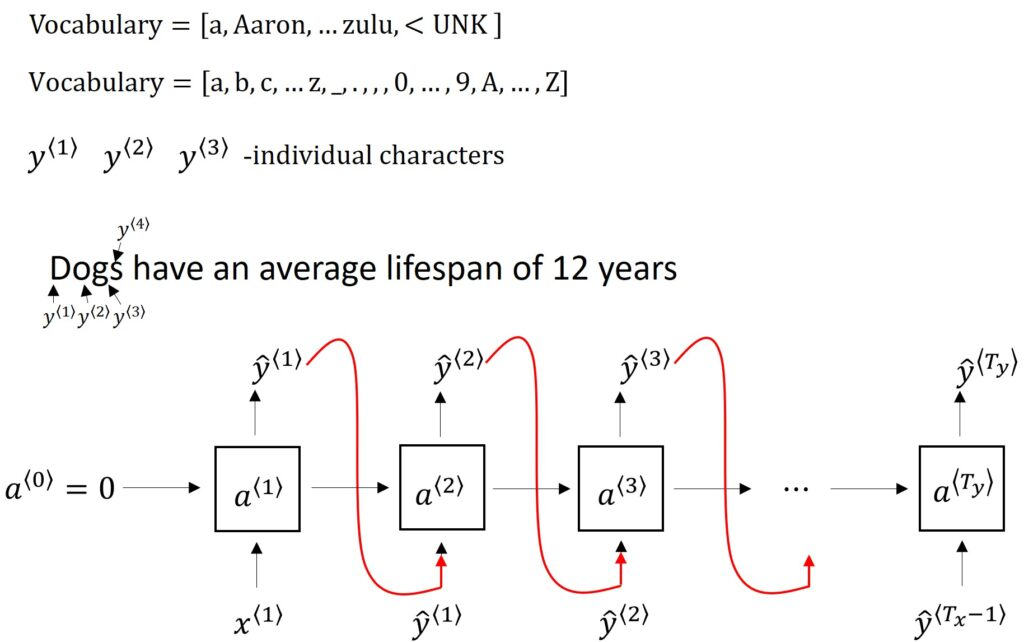 Vocabulary = [a, Aaron, … zulu, < UNK ]
Vocabulary = [a, b, c, … z, _, . , , , 0, … , 9, A, … , Z]
y⟨1⟩ y⟨2⟩ y⟨3⟩ -individual characters
y⟨4⟩
Dogs have an average lifespan of 12 years
y⟨1⟩ y⟨2⟩ y⟨3⟩
ŷ⟨1⟩ ŷ⟨2⟩ ŷ⟨3⟩ ŷ⟨Ty⟩
a⟨0⟩ = 0 a⟨1⟩ a⟨2⟩ a⟨3⟩ … a⟨Ty⟩
x⟨1⟩ ŷ⟨1⟩ ŷ⟨2⟩ ŷ⟨Tx−1⟩